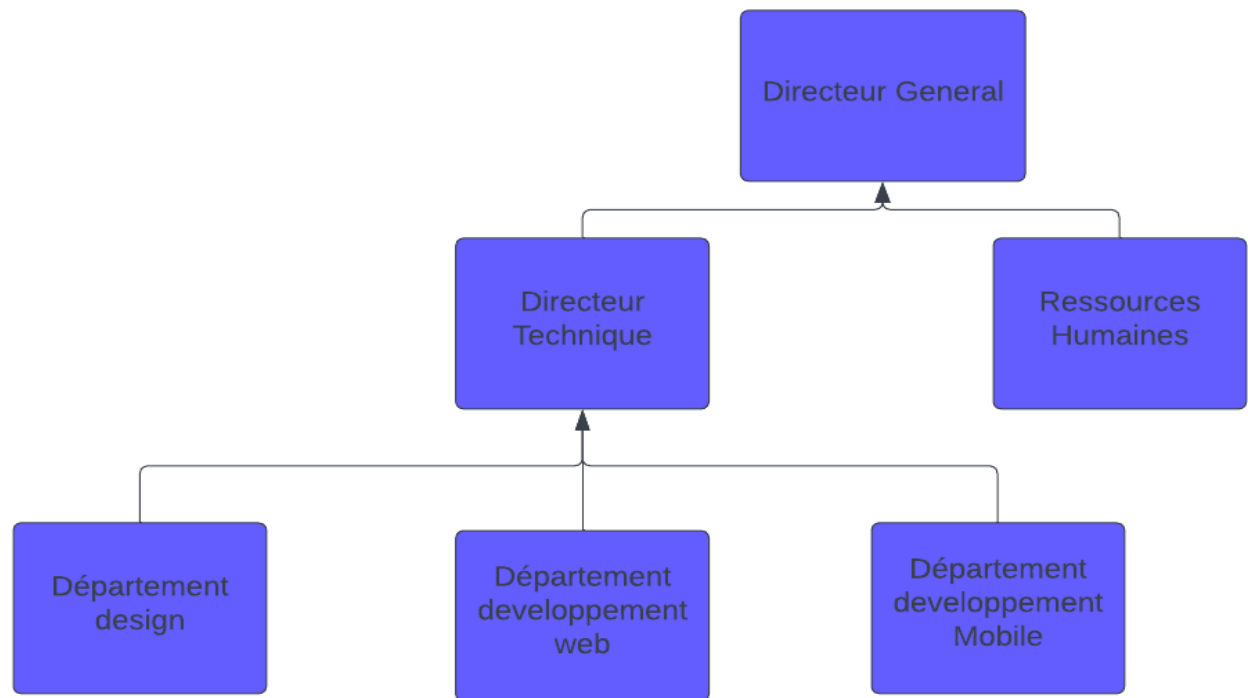 Directeur General
Directeur
Technique
Ressources
Humaines
Département
design
Département
developpement
web
Département
developpement
Mobile